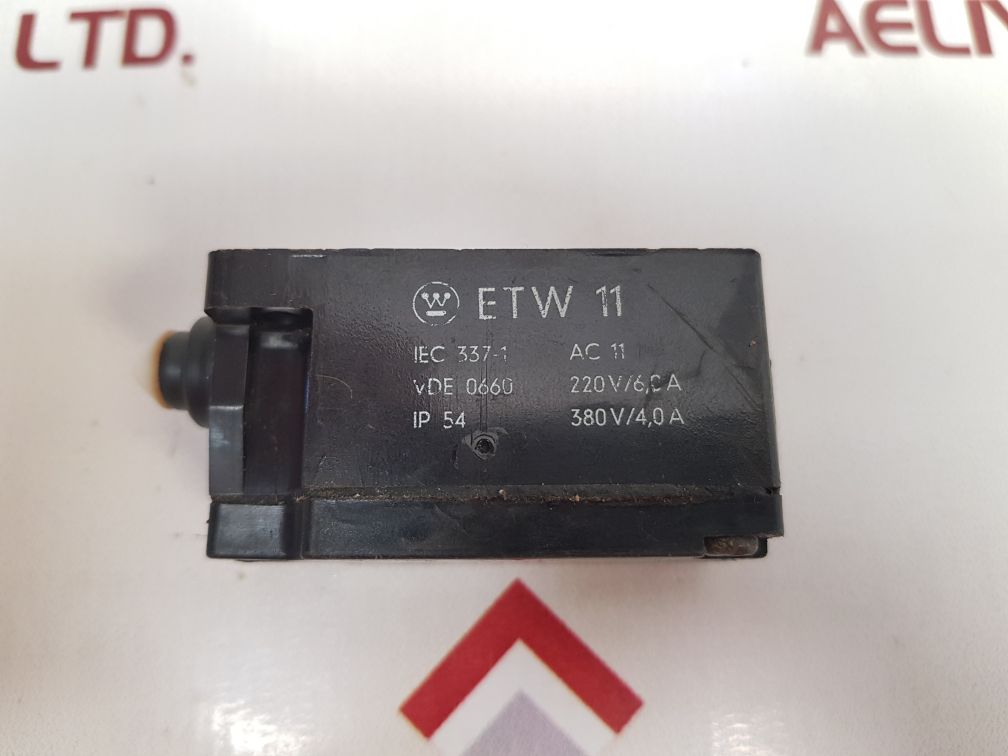 LTD.
AELN
ETW 11
IEC 337-1 AC 11
VDE 0660 220V/6,0A
IP 54 380V/4,0A